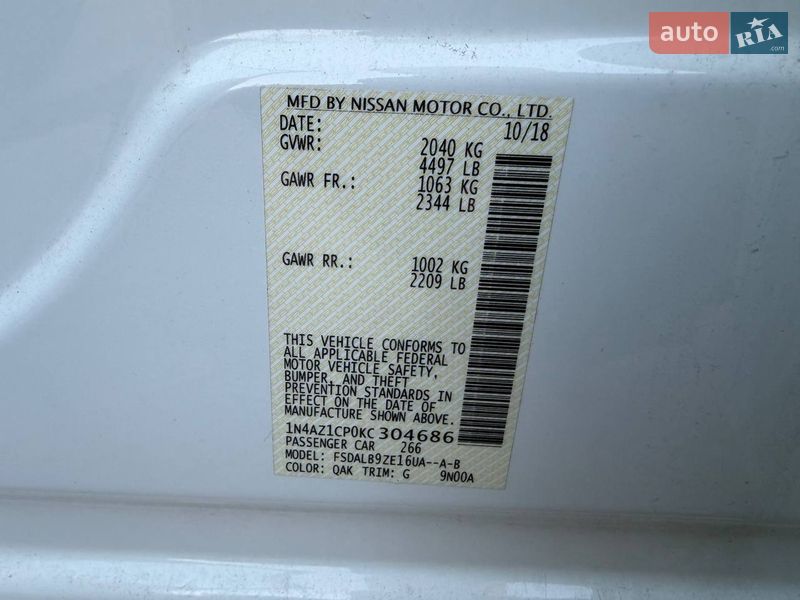 auto RIA .com
MFD BY NISSAN MOTOR CO., LTD.
DATE: 10/18
GVWR: 2040 KG
4497 LB
GAWR FR.: 1063 KG
2344 LB
GAWR RR.: 1002 KG
2209 LB
THIS VEHICLE CONFORMS TO
ALL APPLICABLE FEDERAL
MOTOR VEHICLE SAFETY,
BUMPER, AND THEFT
PREVENTION STANDARDS IN
EFFECT ON THE DATE OF
MANUFACTURE SHOWN ABOVE.
1N4AZ1CP0KC304686
PASSENGER CAR 266
MODEL: FSDALB9ZE16UA--A-B
COLOR: QAK TRIM: G 9N00A